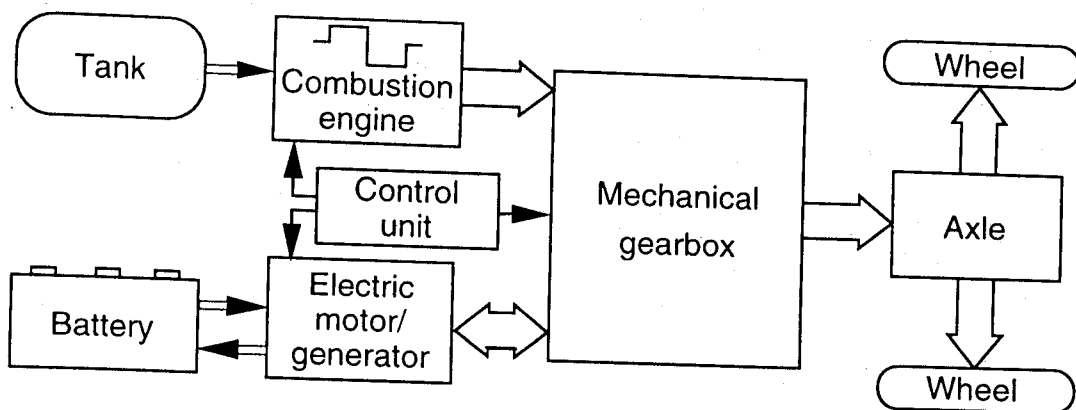 Tank
Combustion
engine
Control
unit
Battery
Electric
motor/
generator
Mechanical
gearbox
Axle
Wheel
Wheel